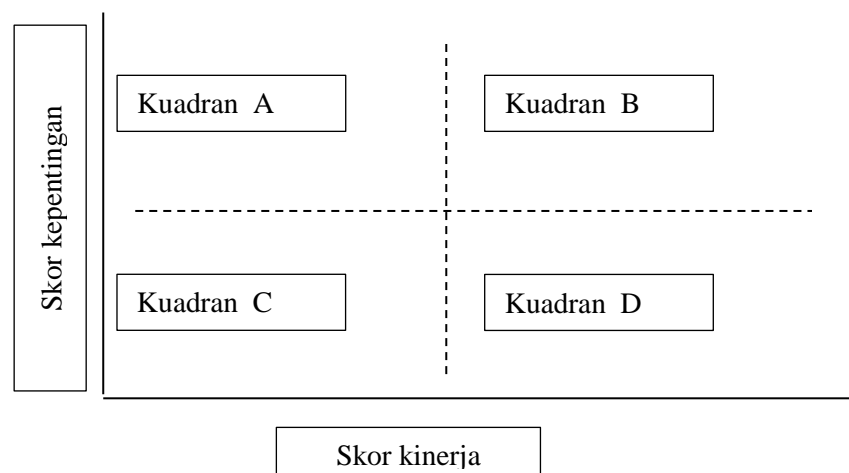 Skor kepentingan
Kuadran A
Kuadran B
Kuadran C
Kuadran D
Skor kinerja